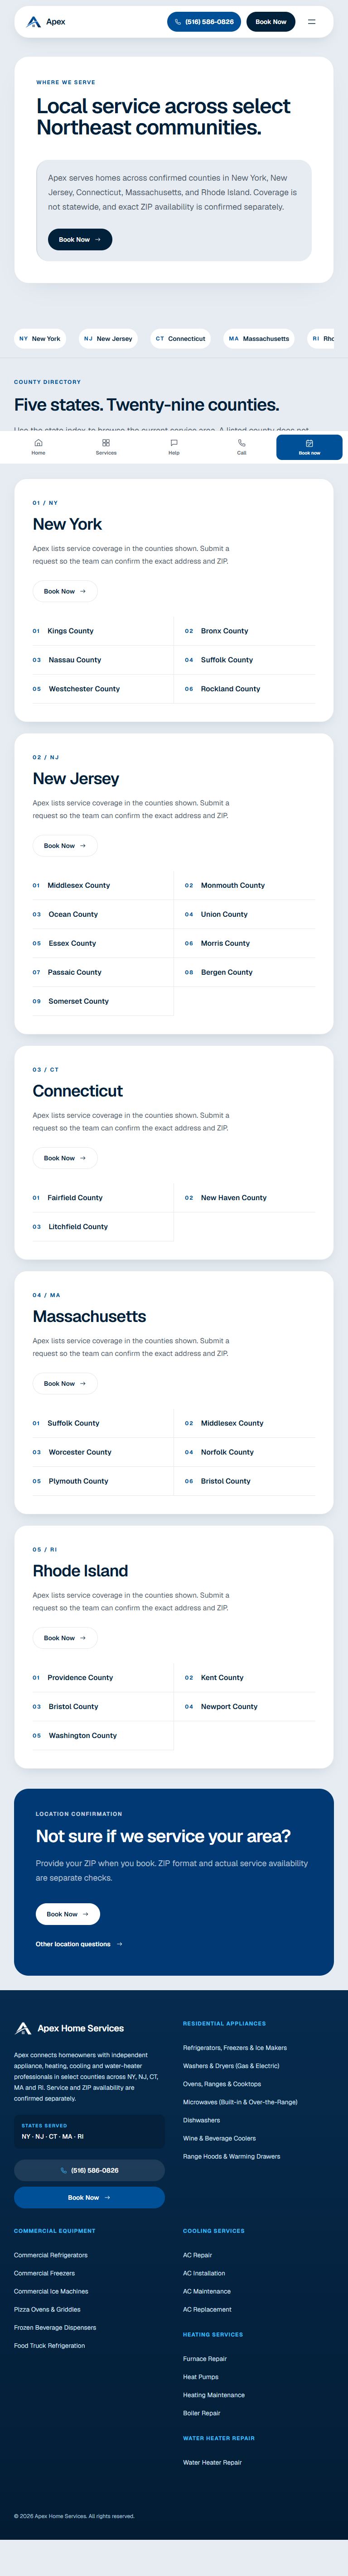 Apex
(516) 586-0826
Book Now
WHERE WE SERVE
Local service across select
Northeast communities.
Apex serves homes across confirmed counties in New York, New
Jersey, Connecticut, Massachusetts, and Rhode Island. Coverage is
not statewide, and exact ZIP availability is confirmed separately.
Book Now →
NY New York
NJ New Jersey
CT Connecticut
MA Massachusetts
RI
COUNTY DIRECTORY
Five states. Twenty-nine counties.
Home
Services
Help
Call
Book now
01 / NY
New York
Apex lists service coverage in the counties shown. Submit a
request so the team can confirm the exact address and ZIP.
Book Now →
01 Kings County
02 Bronx County
03 Nassau County
04 Suffolk County
05 Westchester County
06 Rockland County
02 / NJ
New Jersey
Apex lists service coverage in the counties shown. Submit a
request so the team can confirm the exact address and ZIP.
Book Now →
01 Middlesex County
02 Monmouth County
03 Ocean County
04 Union County
05 Essex County
06 Morris County
07 Passaic County
08 Bergen County
09 Somerset County
03 / CT
Connecticut
Apex lists service coverage in the counties shown. Submit a
request so the team can confirm the exact address and ZIP.
Book Now →
01 Fairfield County
02 New Haven County
03 Litchfield County
04 / MA
Massachusetts
Apex lists service coverage in the counties shown. Submit a
request so the team can confirm the exact address and ZIP.
Book Now →
01 Suffolk County
02 Middlesex County
03 Worcester County
04 Norfolk County
05 Plymouth County
06 Bristol County
05 / RI
Rhode Island
Apex lists service coverage in the counties shown. Submit a
request so the team can confirm the exact address and ZIP.
Book Now →
01 Providence County
02 Kent County
03 Bristol County
04 Newport County
05 Washington County
LOCATION CONFIRMATION
Not sure if we service your area?
Provide your ZIP when you book. ZIP format and actual service availability
are separate checks.
Book Now →
Other location questions →
Apex Home Services
Apex connects homeowners with independent
appliance, heating, cooling and water-heater
professionals in select counties across NY, NJ, CT,
MA and RI. Service and ZIP availability are
confirmed separately.
STATES SERVED
NY · NJ · CT · MA · RI
(516) 586-0826
Book Now →
RESIDENTIAL APPLIANCES
Refrigerators, Freezers & Ice Makers
Washers & Dryers (Gas & Electric)
Ovens, Ranges & Cooktops
Microwaves (Built-in & Over-the-Range)
Dishwashers
Wine & Beverage Coolers
Range Hoods & Warming Drawers
COMMERCIAL EQUIPMENT
Commercial Refrigerators
Commercial Freezers
Commercial Ice Machines
Pizza Ovens & Griddles
Frozen Beverage Dispensers
Food Truck Refrigeration
COOLING SERVICES
AC Repair
AC Installation
AC Maintenance
AC Replacement
HEATING SERVICES
Furnace Repair
Heat Pumps
Heating Maintenance
Boiler Repair
WATER HEATER REPAIR
Water Heater Repair
© 2026 Apex Home Services. All rights reserved.